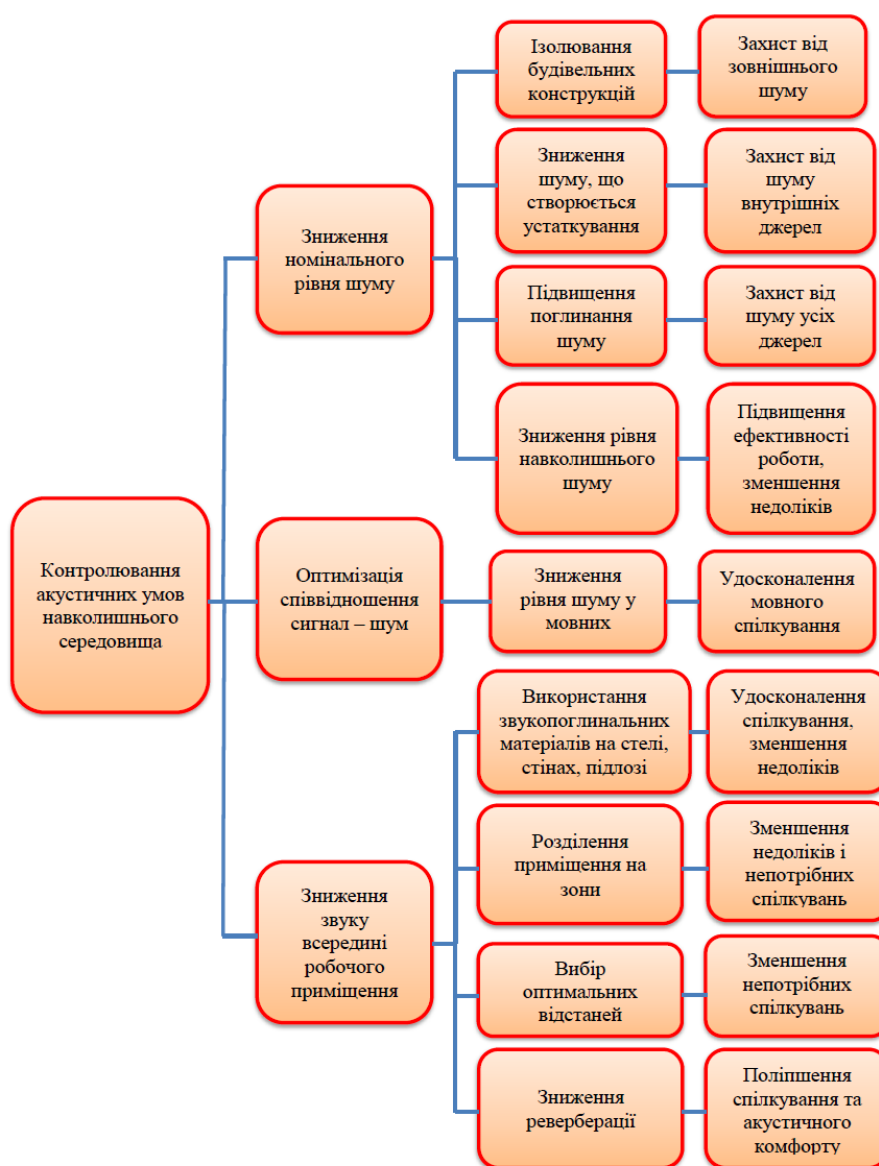 Контролювання
акустичних умов
навколишнього
середовища
Зниження
номінального
рівня шуму
Ізолювання
будівельних
конструкцій
Захист від
зовнішнього
шуму
Зниження
шуму, що
створюється
устаткування
Захист від
шуму
внутрішніх
джерел
Підвищення
поглинання
шуму
Захист від
шуму усіх
джерел
Зниження рівня
навколишнього
шуму
Підвищення
ефективності
роботи,
зменшення
недоліків
Оптимізація
співвідношення
сигнал – шум
Зниження
рівня шуму у
мовних
Удосконалення
мовного
спілкування
Зниження
звуку
всередині
робочого
приміщення
Використання
звукопоглинальних
матеріалів на стелі,
стінах, підлозі
Удосконалення
спілкування,
зменшення
недоліків
Розділення
приміщення на
зони
Зменшення
недоліків і
непотрібних
спілкувань
Вибір
оптимальних
відстаней
Зменшення
непотрібних
спілкувань
Зниження
реверберації
Поліпшення
спілкування та
акустичного
комфорту